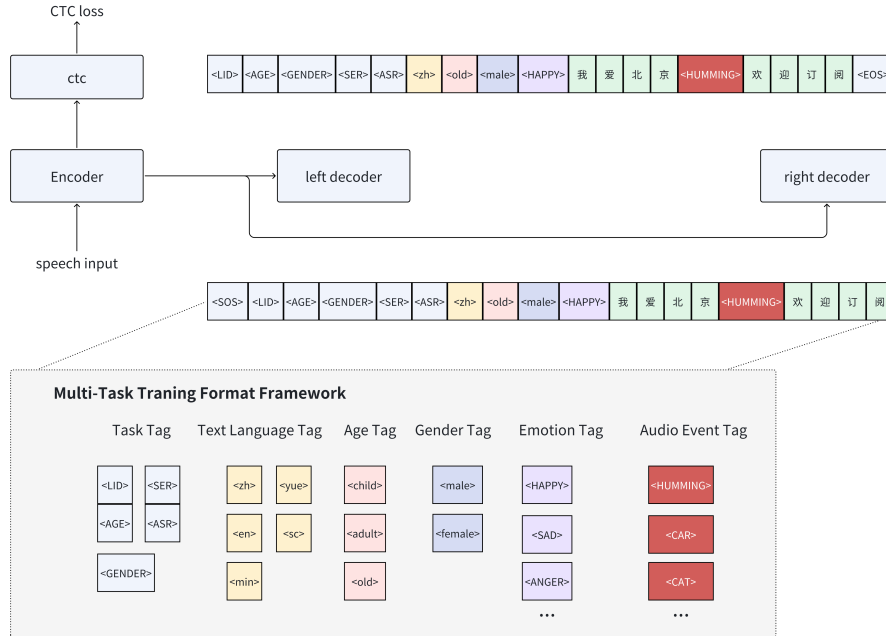 CTC loss
ctc
<LID> <AGE> <GENDER> <SER> <ASR> <zh> <old> <male> <HAPPY> 我 爱 北 京 <HUMMING> 欢 迎 订 阅 <EOS>
Encoder
left decoder
right decoder
speech input
<SOS> <LID> <AGE> <GENDER> <SER> <ASR> <zh> <old> <male> <HAPPY> 我 爱 北 京 <HUMMING> 欢 迎 订 阅
Multi-Task Traning Format Framework
Task Tag Text Language Tag Age Tag Gender Tag Emotion Tag Audio Event Tag
<LID> <SER> <zh> <yue> <child> <male> <HAPPY> <HUMMING>
<AGE> <ASR> <en> <sc> <adult> <female> <SAD> <CAR>
<GENDER> <min> <old> <ANGER> <CAT>
... ...